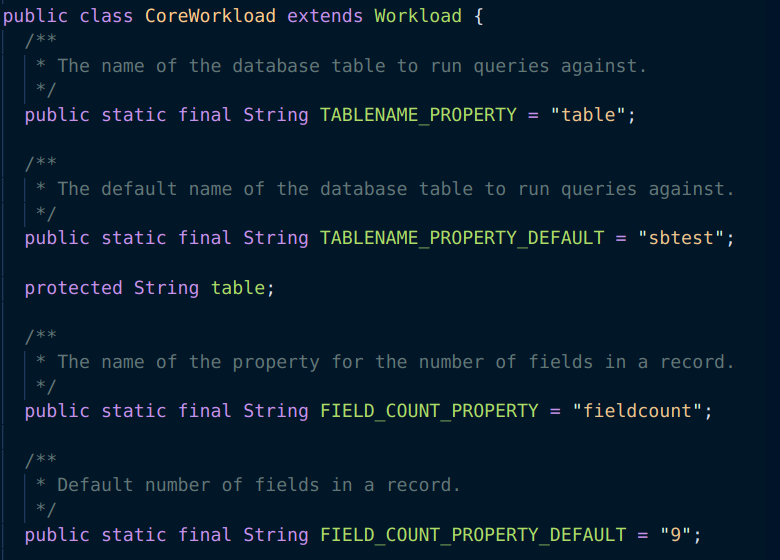 public class CoreWorkload extends Workload {
  /**
   * The name of the database table to run queries against.
   */
  public static final String TABLENAME_PROPERTY = "table";

  /**
   * The default name of the database table to run queries against.
   */
  public static final String TABLENAME_PROPERTY_DEFAULT = "sbtest";

  protected String table;

  /**
   * The name of the property for the number of fields in a record.
   */
  public static final String FIELD_COUNT_PROPERTY = "fieldcount";

  /**
   * Default number of fields in a record.
   */
  public static final String FIELD_COUNT_PROPERTY_DEFAULT = "9";